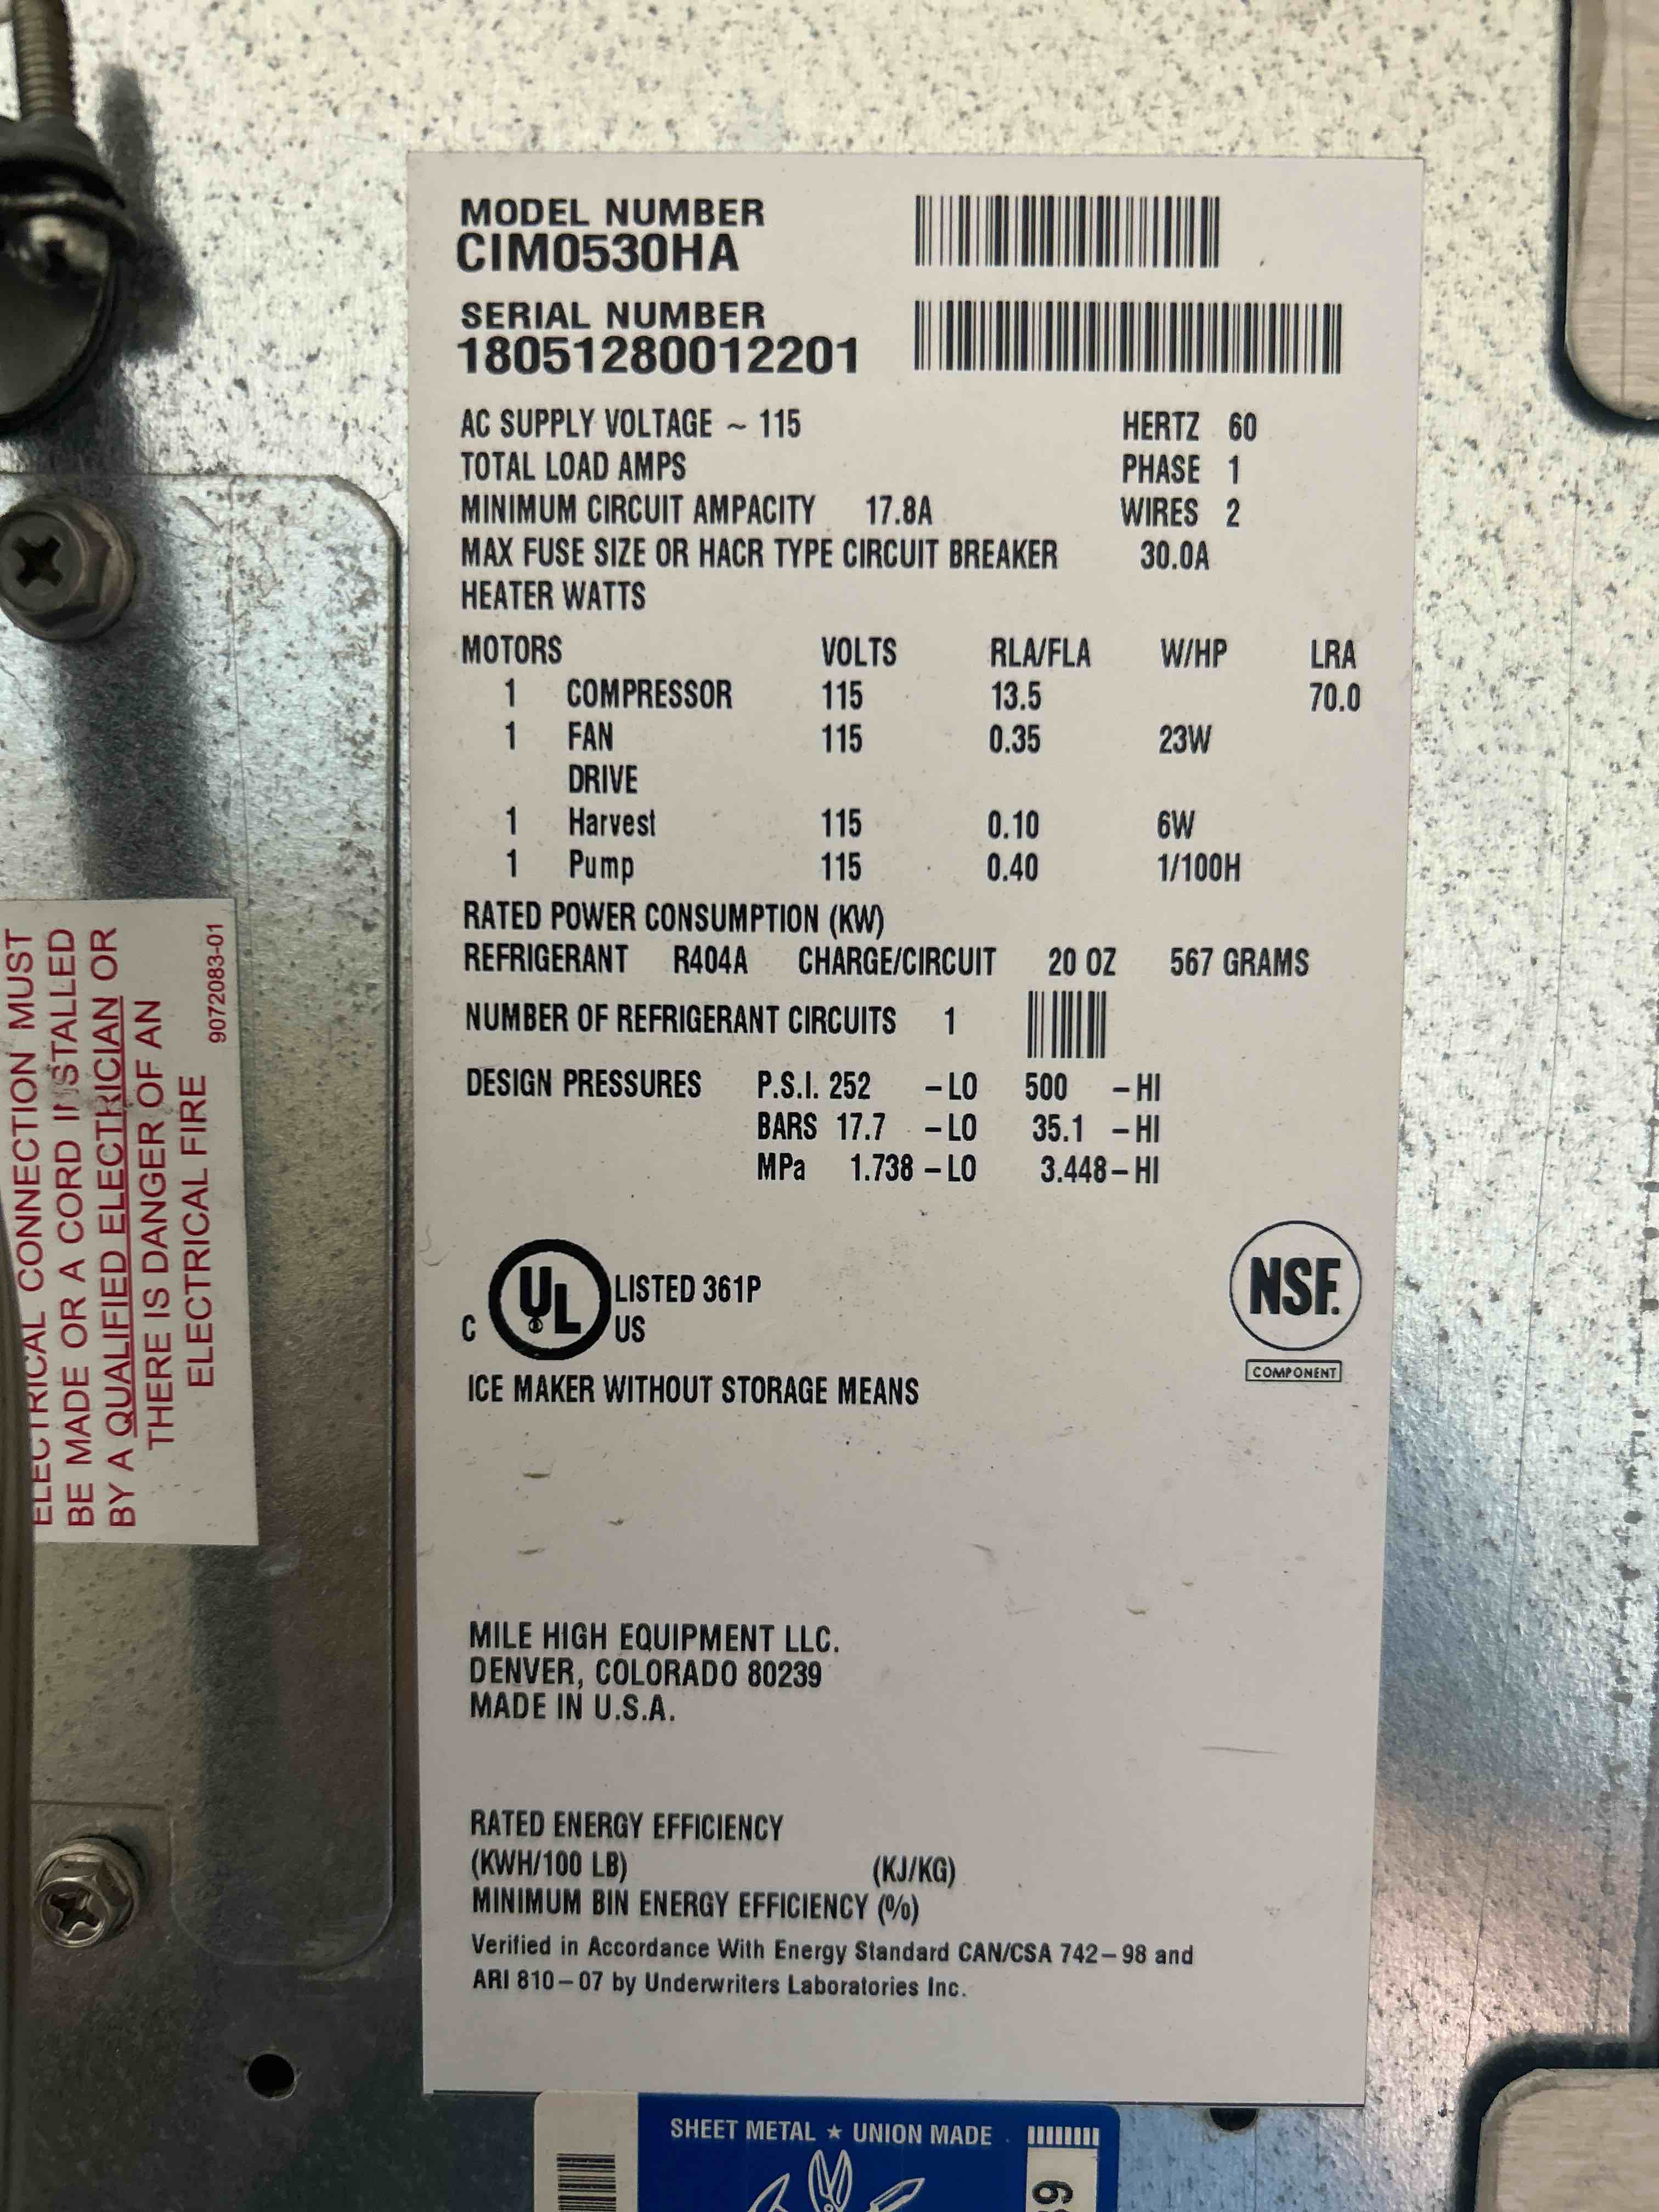 MODEL NUMBER
CIM0530HA
SERIAL NUMBER
18051280012201
AC SUPPLY VOLTAGE ~ 115 HERTZ 60
TOTAL LOAD AMPS PHASE 1
MINIMUM CIRCUIT AMPACITY 17.8A WIRES 2
MAX FUSE SIZE OR HACR TYPE CIRCUIT BREAKER 30.0A
HEATER WATTS
MOTORS VOLTS RLA/FLA W/HP LRA
1 COMPRESSOR 115 13.5 70.0
1 FAN 115 0.35 23W
DRIVE
1 Harvest 115 0.10 6W
1 Pump 115 0.40 1/100H
RATED POWER CONSUMPTION (KW)
REFRIGERANT R404A CHARGE/CIRCUIT 20 OZ 567 GRAMS
NUMBER OF REFRIGERANT CIRCUITS 1
DESIGN PRESSURES P.S.I. 252 –LO 500 –HI
BARS 17.7 –LO 35.1 –HI
MPa 1.738 –LO 3.448 –HI
C UL LISTED 361P
US
NSF.
COMPONENT
ICE MAKER WITHOUT STORAGE MEANS
MILE HIGH EQUIPMENT LLC.
DENVER, COLORADO 80239
MADE IN U.S.A.
RATED ENERGY EFFICIENCY
(KWH/100 LB) (KJ/KG)
MINIMUM BIN ENERGY EFFICIENCY (%)
Verified in Accordance With Energy Standard CAN/CSA 742–98 and
ARI 810–07 by Underwriters Laboratories Inc.
ELECTRICAL CONNECTION MUST
BE MADE OR A CORD INSTALLED
BY A QUALIFIED ELECTRICIAN OR
THERE IS DANGER OF AN
ELECTRICAL FIRE
9072083-01
SHEET METAL ★ UNION MADE